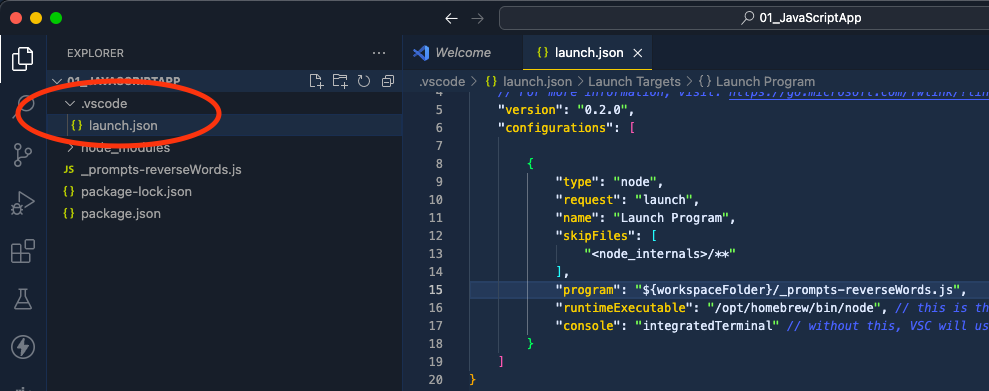 01_JavaScriptApp
EXPLORER
Welcome
{} launch.json
01_JAVASCRIPTAPP
.vscode
{} launch.json
node_modules
JS _prompts-reverseWords.js
{} package-lock.json
{} package.json
.vscode > {} launch.json > Launch Targets > {} Launch Program
4 // For more information, visit: https://go.microsoft.com/fwlink/?lin
5 "version": "0.2.0",
6 "configurations": [
7
8 {
9 "type": "node",
10 "request": "launch",
11 "name": "Launch Program",
12 "skipFiles": [
13 "<node_internals>/**"
14 ],
15 "program": "${workspaceFolder}/_prompts-reverseWords.js",
16 "runtimeExecutable": "/opt/homebrew/bin/node", // this is th
17 "console": "integratedTerminal" // without this, VSC will us
18 }
19 ]
20 }